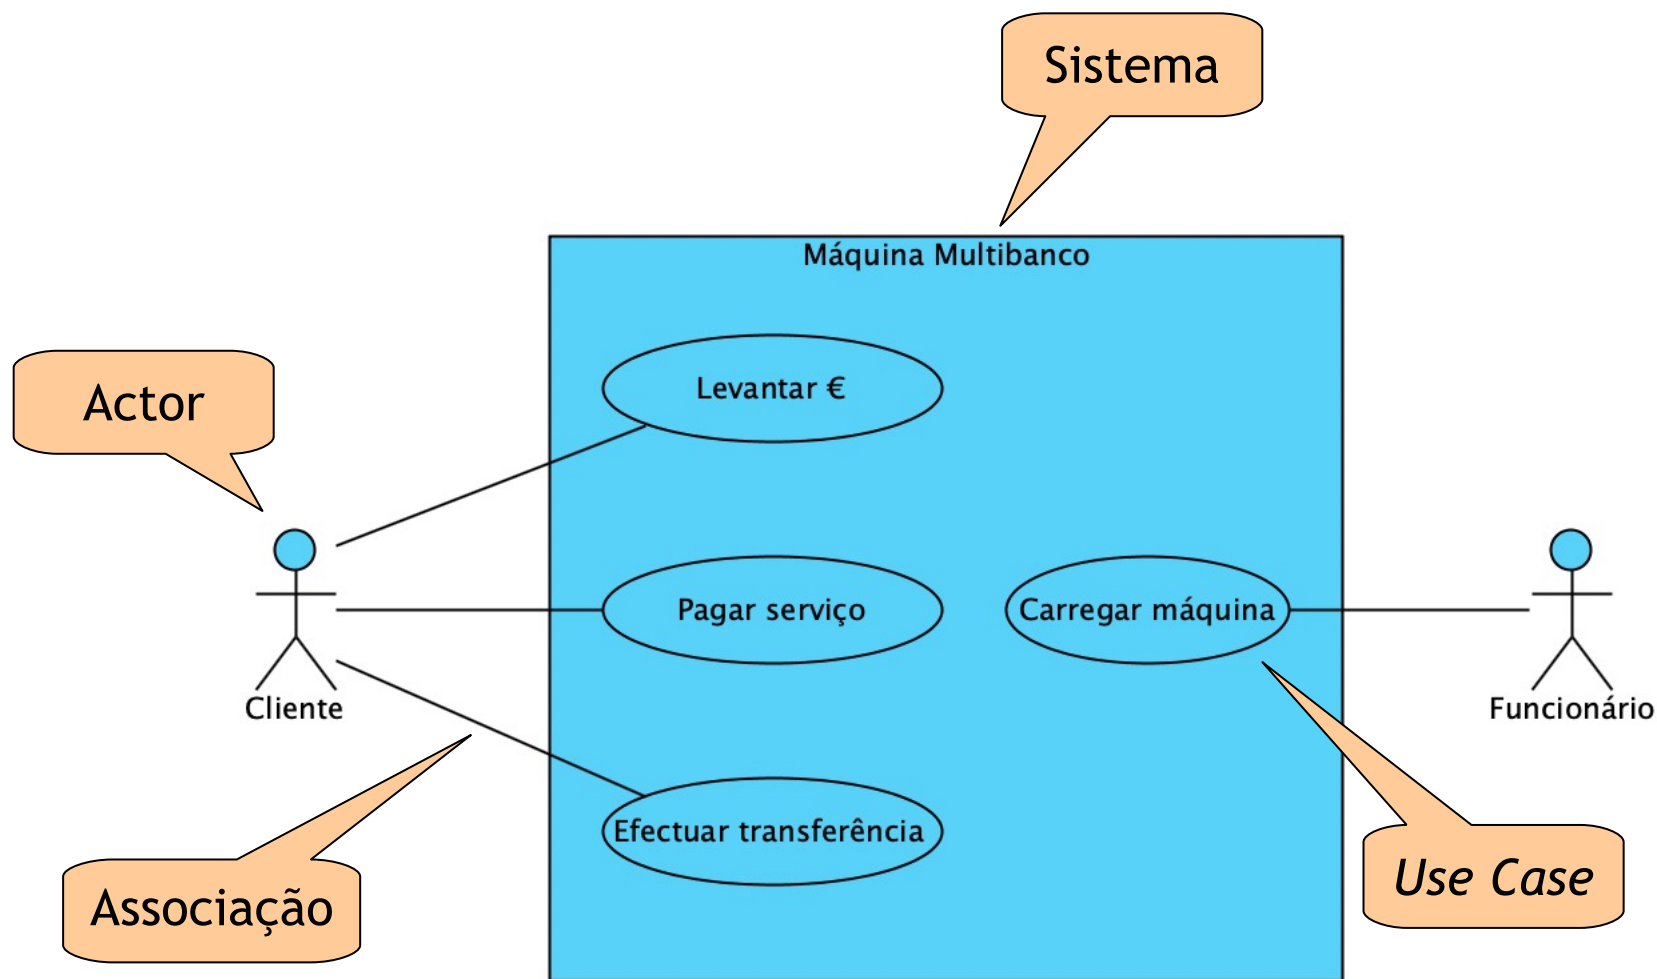 Sistema
Máquina Multibanco
Levantar €
Actor
Pagar serviço
Carregar máquina
Cliente
Funcionário
Efectuar transferência
Use Case
Associação